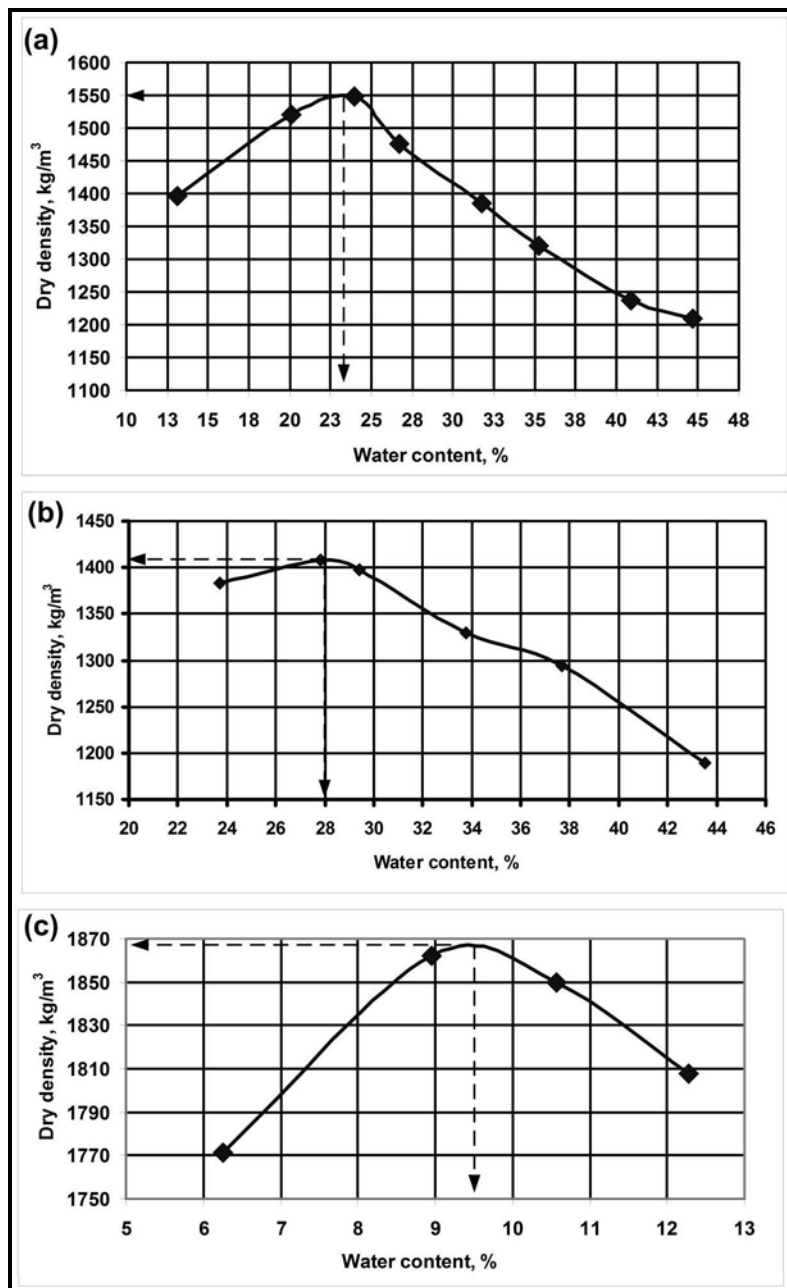 (a)
Dry density, kg/m³
1600
1550
1500
1450
1400
1350
1300
1250
1200
1150
1100
10 13 15 18 20 23 25 28 30 33 35 38 40 43 45 48
Water content, %
(b)
Dry density, kg/m³
1450
1400
1350
1300
1250
1200
1150
20 22 24 26 28 30 32 34 36 38 40 42 44 46
Water content, %
(c)
Dry density, kg/m³
1870
1850
1830
1810
1790
1770
1750
5 6 7 8 9 10 11 12 13
Water content, %